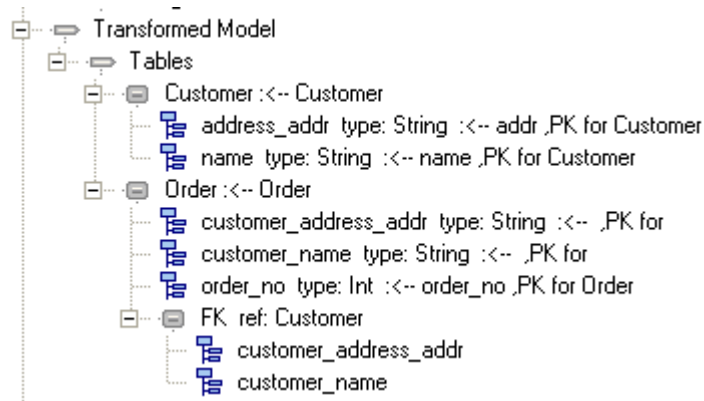 Transformed Model
Tables
Customer :<-- Customer
address_addr type: String :<-- addr ,PK for Customer
name type: String :<-- name ,PK for Customer
Order :<-- Order
customer_address_addr type: String :<-- ,PK for
customer_name type: String :<-- ,PK for
order_no type: Int :<-- order_no ,PK for Order
FK ref: Customer
customer_address_addr
customer_name